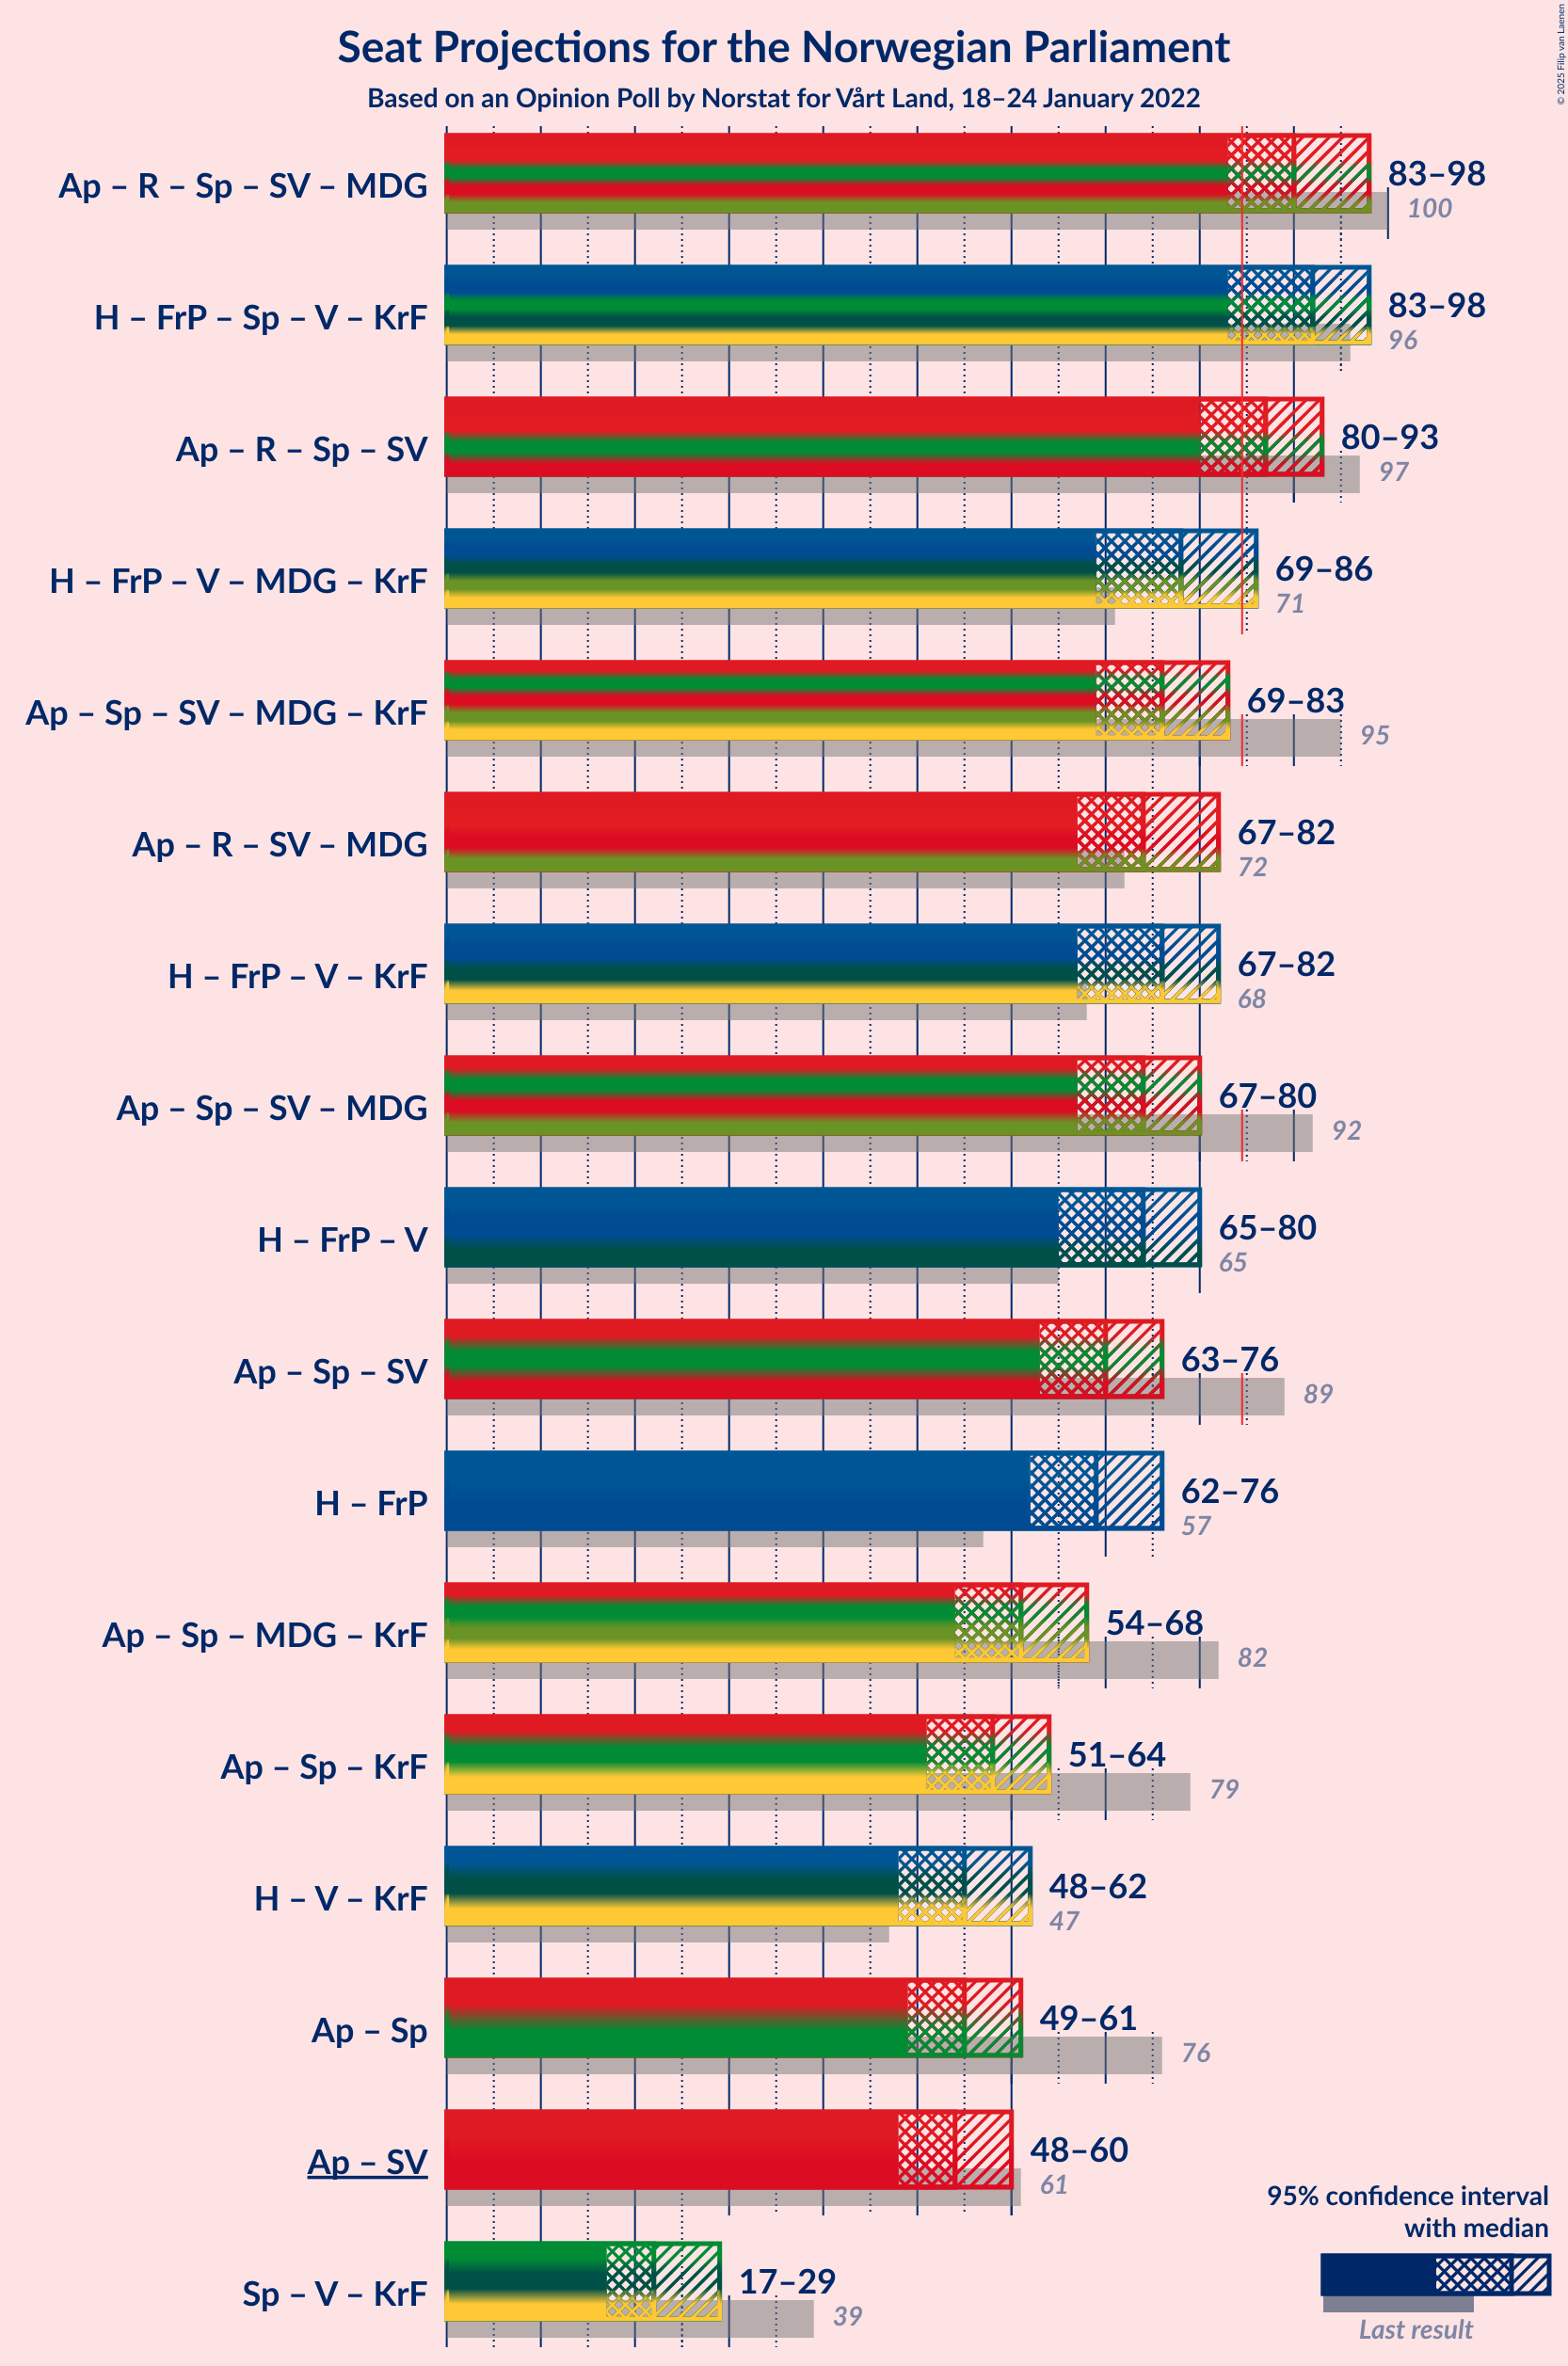 Seat Projections for the Norwegian Parliament
Based on an Opinion Poll by Norstat for Vårt Land, 18–24 January 2022
© 2025 Filip van Laenen
Ap – R – Sp – SV – MDG
83–98
100
H – FrP – Sp – V – KrF
83–98
96
Ap – R – Sp – SV
80–93
97
H – FrP – V – MDG – KrF
69–86
71
Ap – Sp – SV – MDG – KrF
69–83
95
Ap – R – SV – MDG
67–82
72
H – FrP – V – KrF
67–82
68
Ap – Sp – SV – MDG
67–80
92
H – FrP – V
65–80
65
Ap – Sp – SV
63–76
89
H – FrP
62–76
57
Ap – Sp – MDG – KrF
54–68
82
Ap – Sp – KrF
51–64
79
H – V – KrF
48–62
47
Ap – Sp
49–61
76
Ap – SV
48–60
61
Sp – V – KrF
17–29
39
95% confidence interval
with median
Last result